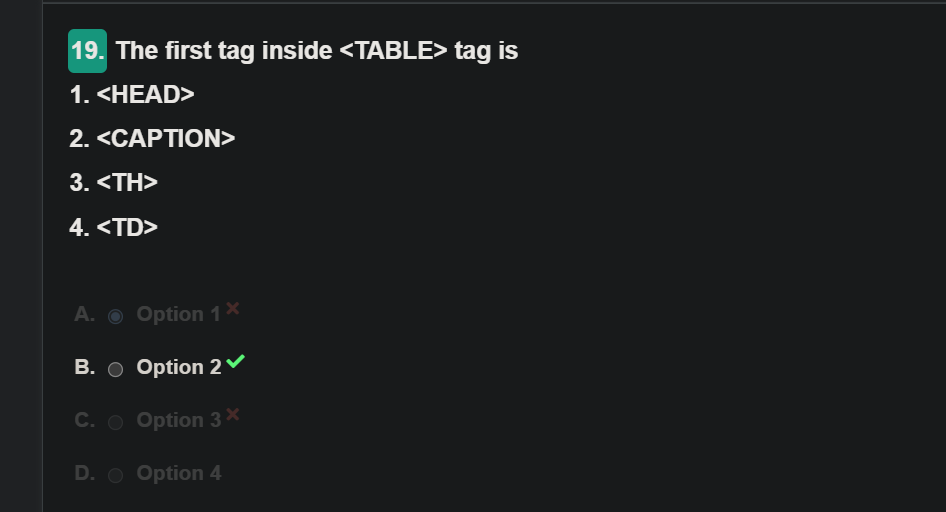 19. The first tag inside <TABLE> tag is
1. <HEAD>
2. <CAPTION>
3. <TH>
4. <TD>
A. Option 1
B. Option 2
C. Option 3
D. Option 4